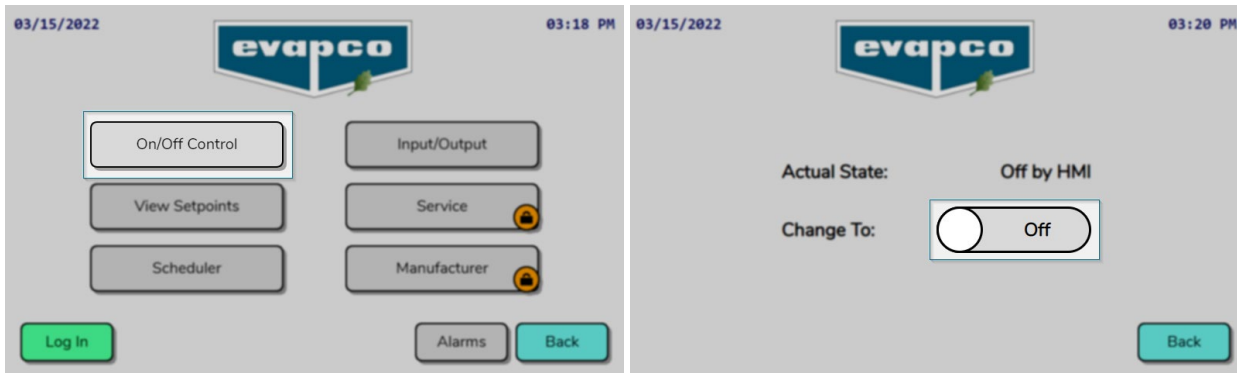 03/15/2022
03:18 PM
evapco
On/Off Control
Input/Output
View Setpoints
Service
Scheduler
Manufacturer
Log In
Alarms
Back
03/15/2022
03:20 PM
evapco
Actual State:
Off by HMI
Change To:
Off
Back